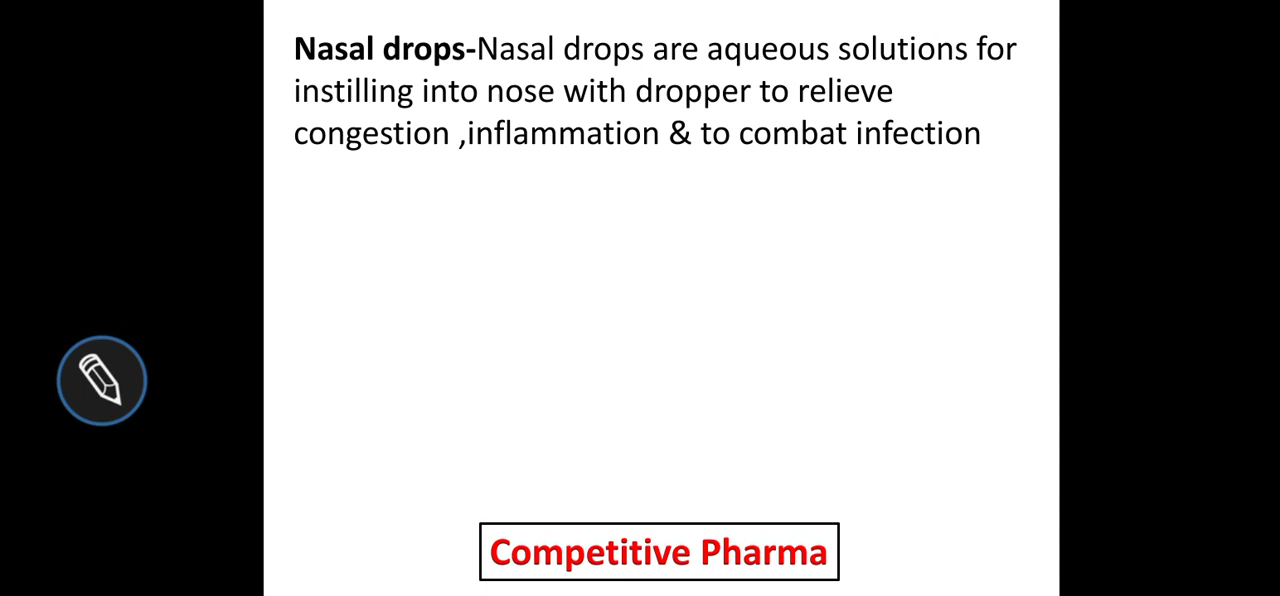 Nasal drops-Nasal drops are aqueous solutions for
instilling into nose with dropper to relieve
congestion ,inflammation & to combat infection
Competitive Pharma